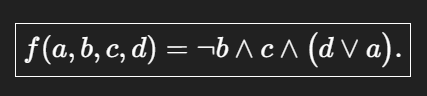 f(a, b, c, d) = ¬b ∧ c ∧ (d ∨ a).